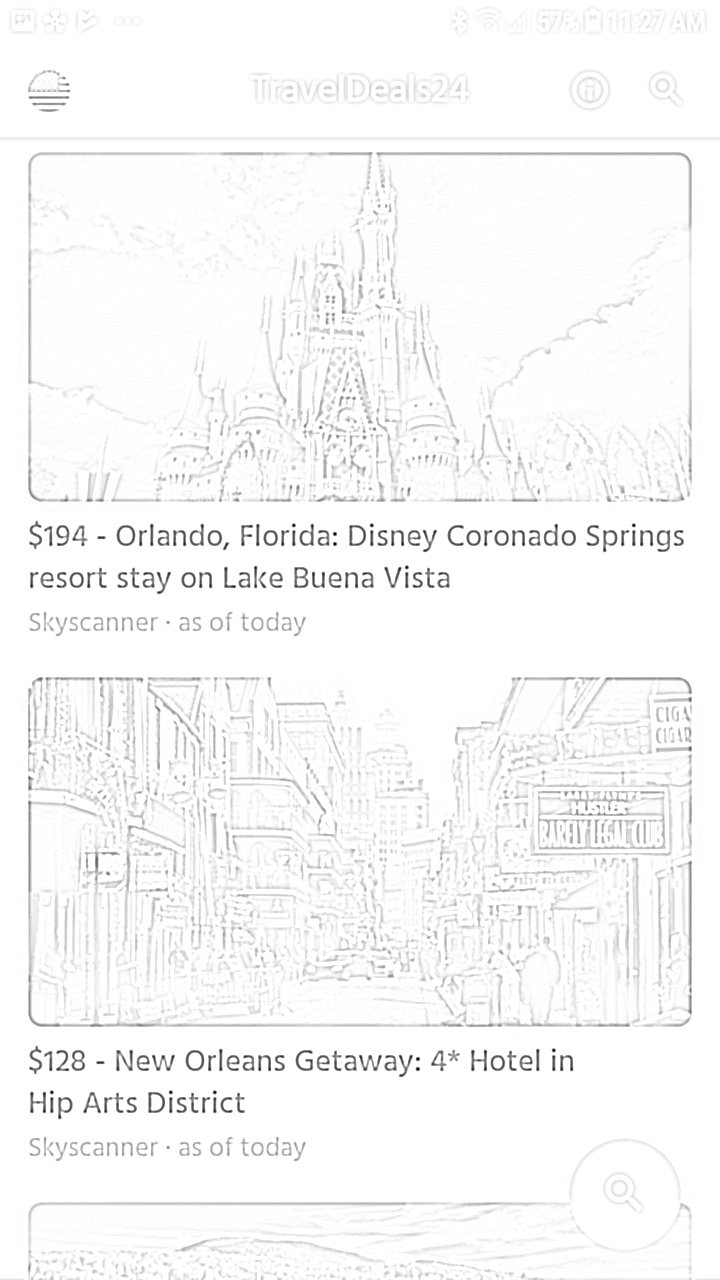 57% 11:27 AM
TravelDeals24
$194 - Orlando, Florida: Disney Coronado Springs
resort stay on Lake Buena Vista
Skyscanner · as of today
CIGA
CIGAR
HUSTLER
BARELY LEGAL CLUB
$128 - New Orleans Getaway: 4* Hotel in
Hip Arts District
Skyscanner · as of today